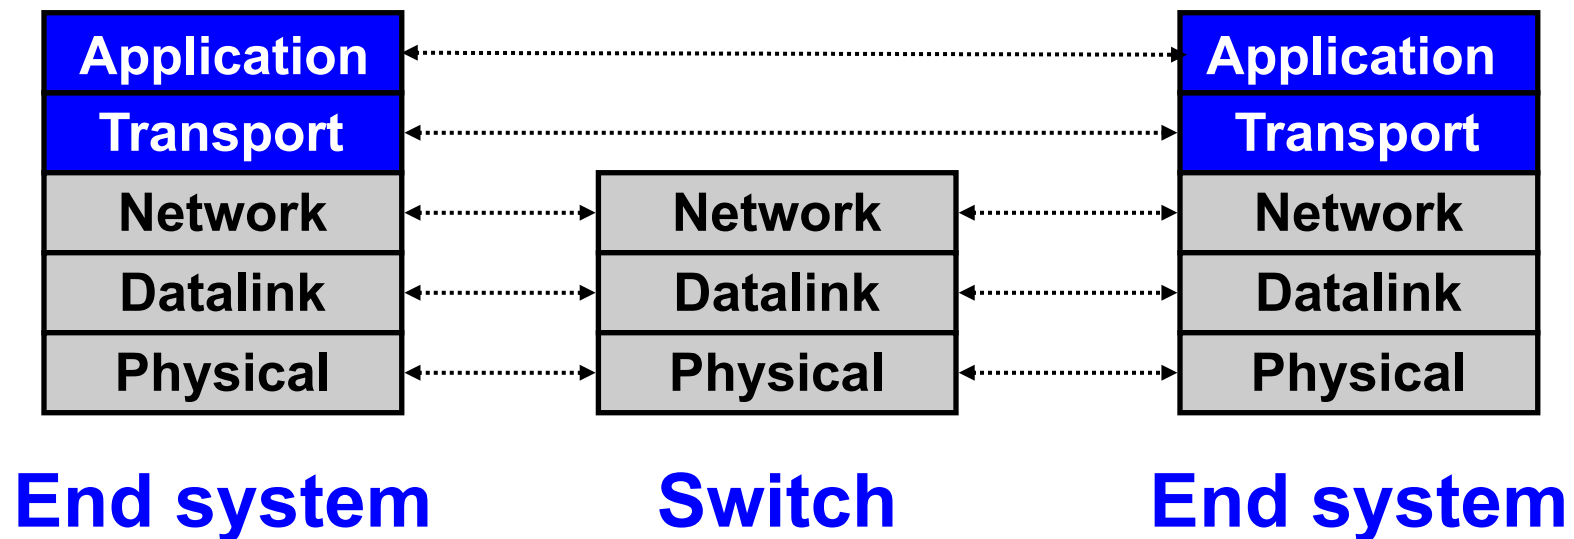 Application
Application
Transport
Transport
Network
Network
Network
Datalink
Datalink
Datalink
Physical
Physical
Physical
End system
Switch
End system